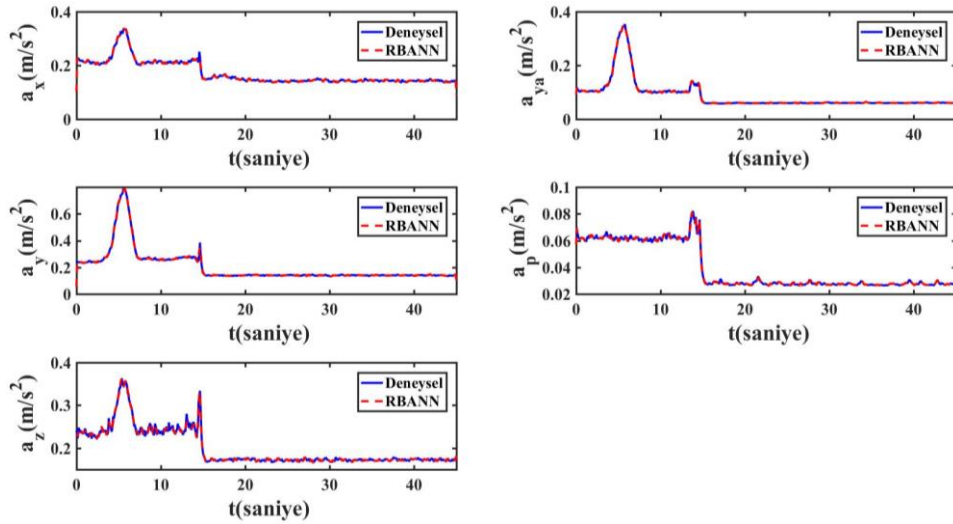 0.4
0.2
0
a_x(m/s^2)
Deneysel
RBANN
0 10 20 30 40
t(saniye)
0.4
0.2
0
a_ya(m/s^2)
Deneysel
RBANN
0 10 20 30 40
t(saniye)
0.6
0.4
0.2
0
a_y(m/s^2)
Deneysel
RBANN
0 10 20 30 40
t(saniye)
0.1
0.08
0.06
0.04
0.02
a_p(m/s^2)
Deneysel
RBANN
0 10 20 30 40
t(saniye)
0.4
0.3
0.2
a_z(m/s^2)
Deneysel
RBANN
0 10 20 30 40
t(saniye)